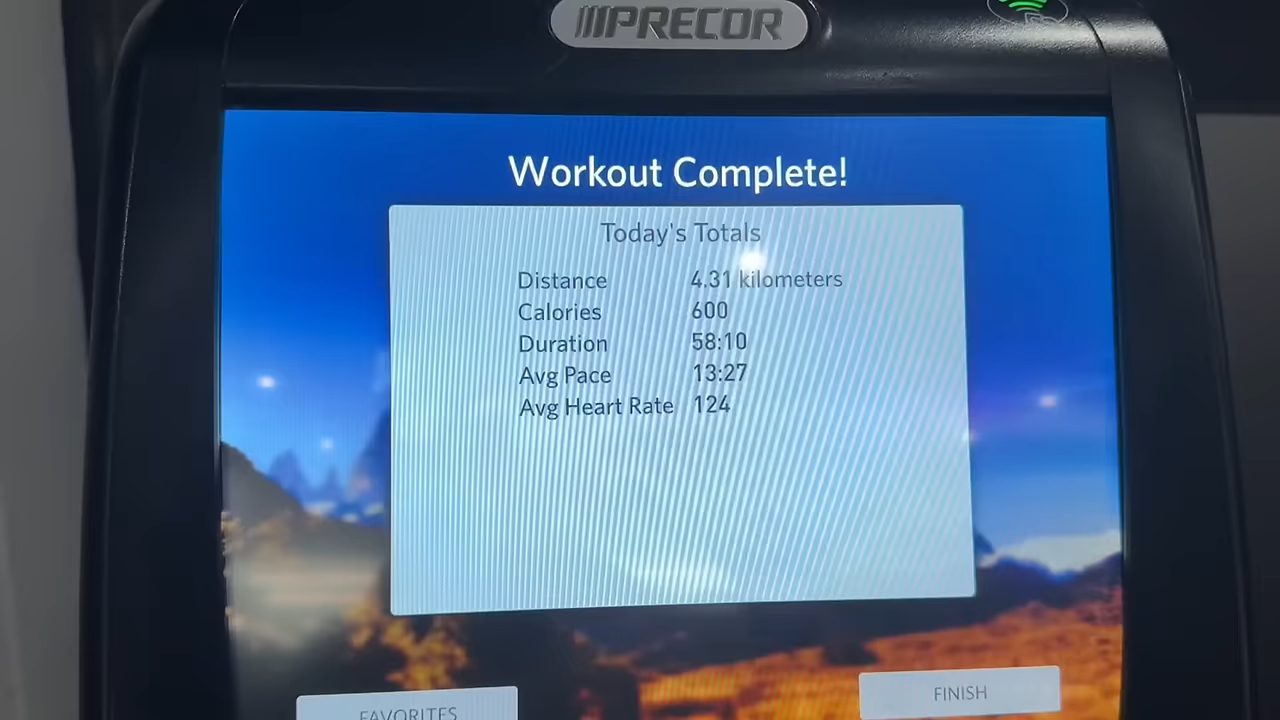 PRECOR
Workout Complete!
Today's Totals
Distance 4.31 kilometers
Calories 600
Duration 58:10
Avg Pace 13:27
Avg Heart Rate 124
FAVORITES
FINISH